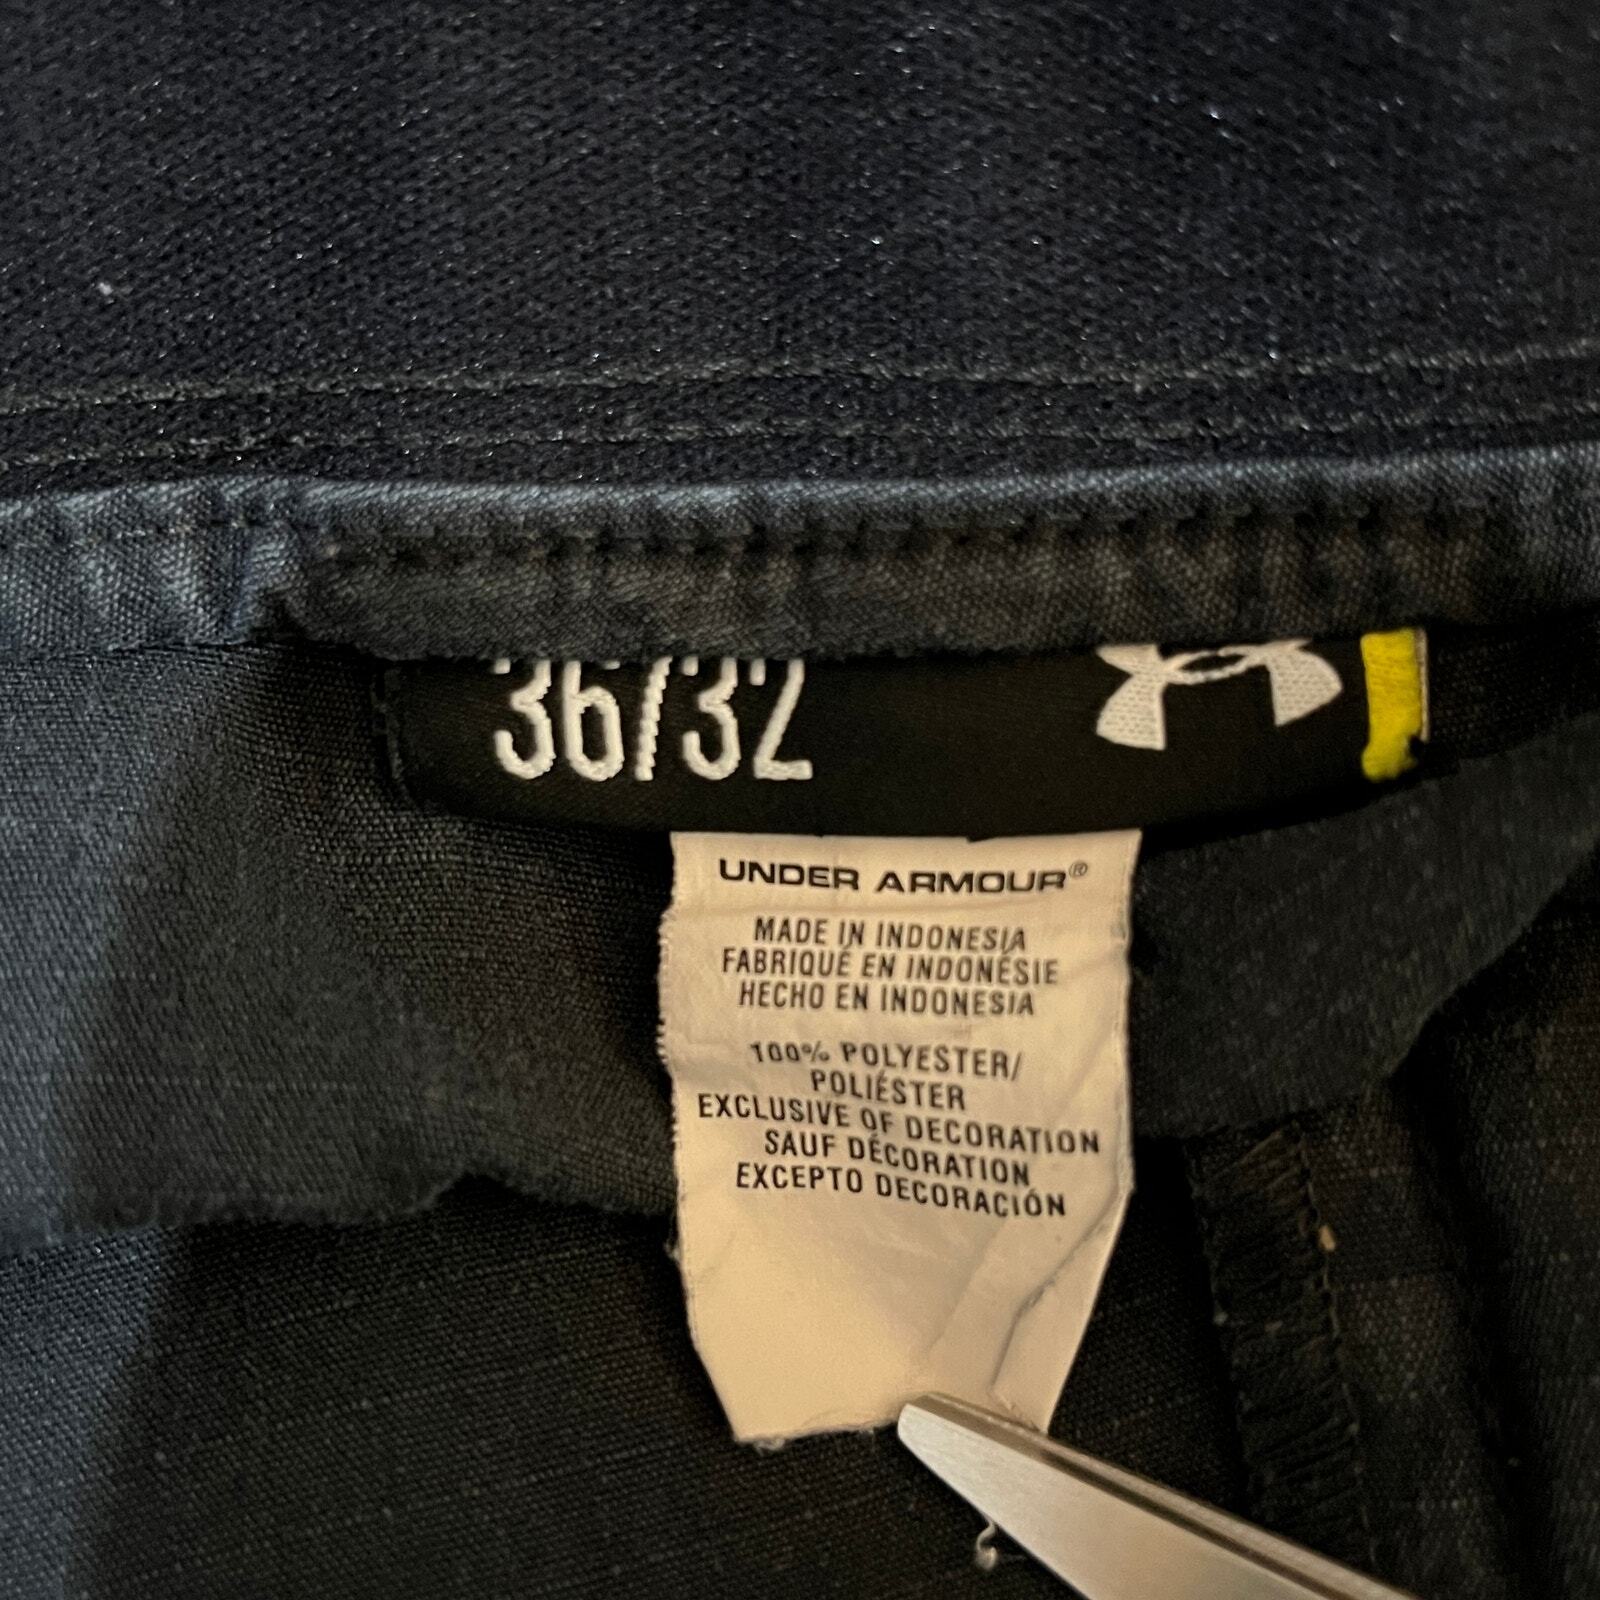 36/32
UNDER ARMOUR®
MADE IN INDONESIA
FABRIQUÉ EN INDONÉSIE
HECHO EN INDONESIA
100% POLYESTER/
POLIÉSTER
EXCLUSIVE OF DECORATION
SAUF DÉCORATION
EXCEPTO DECORACIÓN